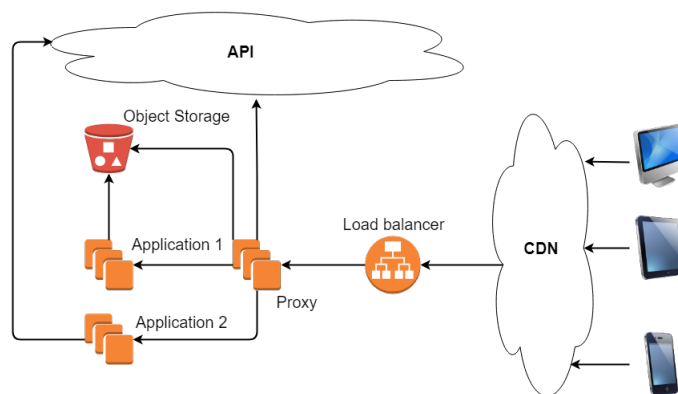 API
Object Storage
Application 1
Load balancer
CDN
Proxy
Application 2